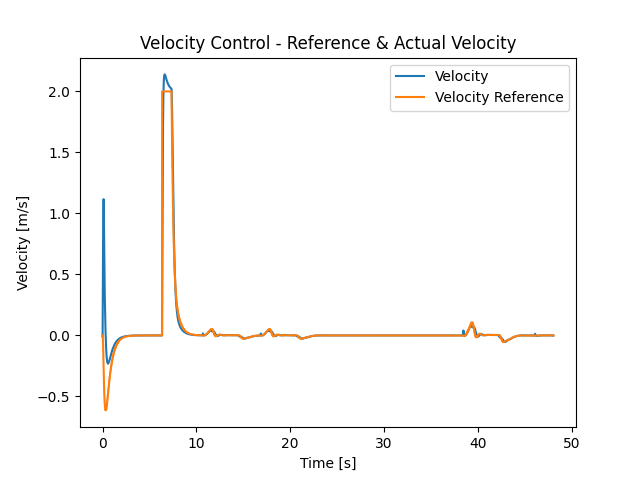 Velocity Control - Reference & Actual Velocity
Velocity
Velocity Reference
Velocity [m/s]
2.0
1.5
1.0
0.5
0.0
−0.5
0
10
20
30
40
50
Time [s]